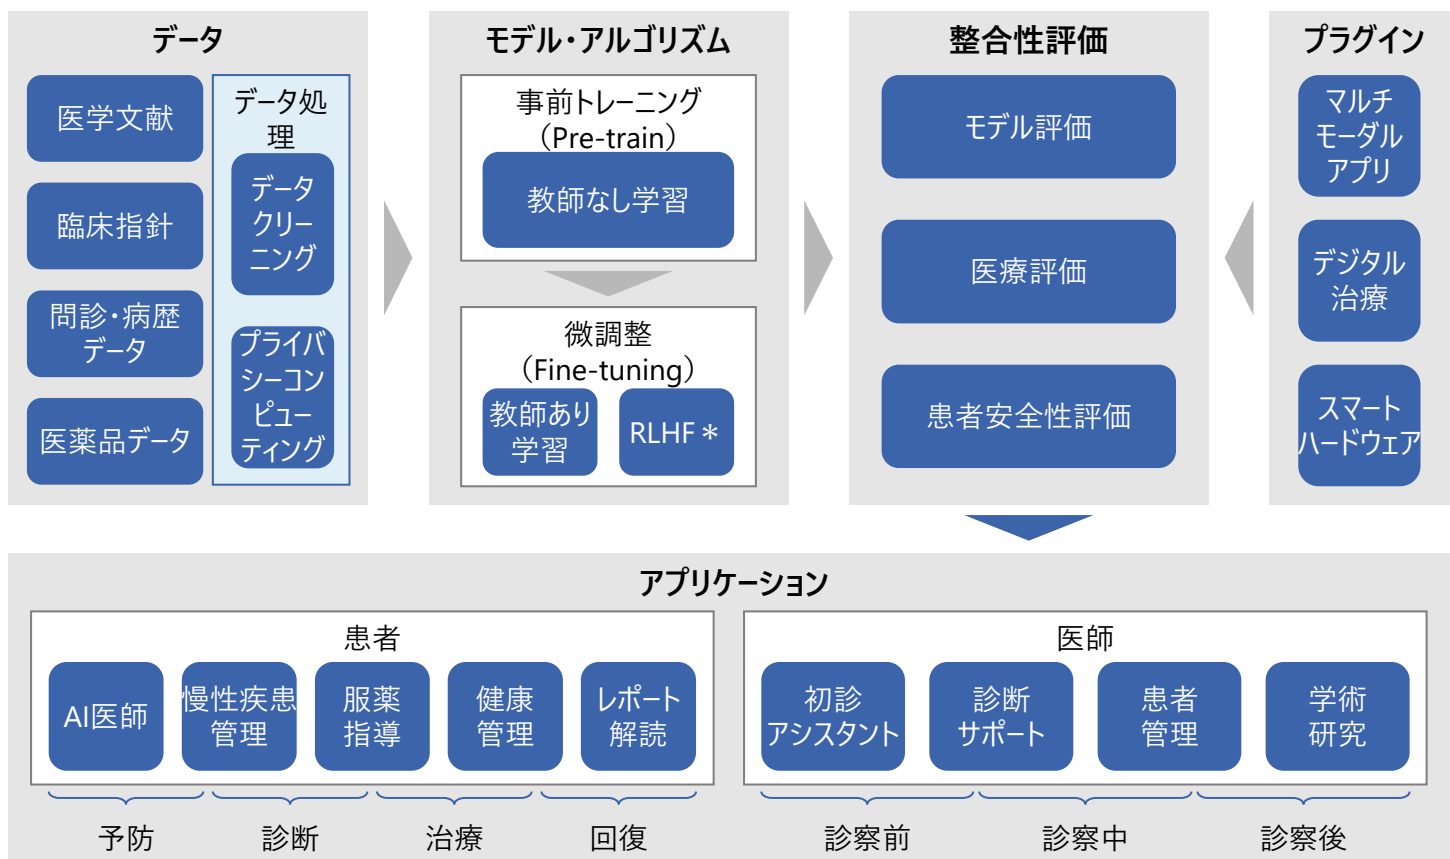 データ
医学文献
臨床指針
問診・病歴
データ
医薬品データ
データ処
理
データ
クリー
ニング
プライバ
シーコン
ピュー
ティング
モデル・アルゴリズム
事前トレーニング
（Pre-train）
教師なし学習
微調整
（Fine-tuning）
教師あり
学習
RLHF＊
整合性評価
モデル評価
医療評価
患者安全性評価
プラグイン
マルチ
モーダル
アプリ
デジタル
治療
スマート
ハードウェア
アプリケーション
患者
AI医師
慢性疾患
管理
服薬
指導
健康
管理
レポート
解読
予防
診断
治療
回復
医師
初診
アシスタント
診断
サポート
患者
管理
学術
研究
診察前
診察中
診察後